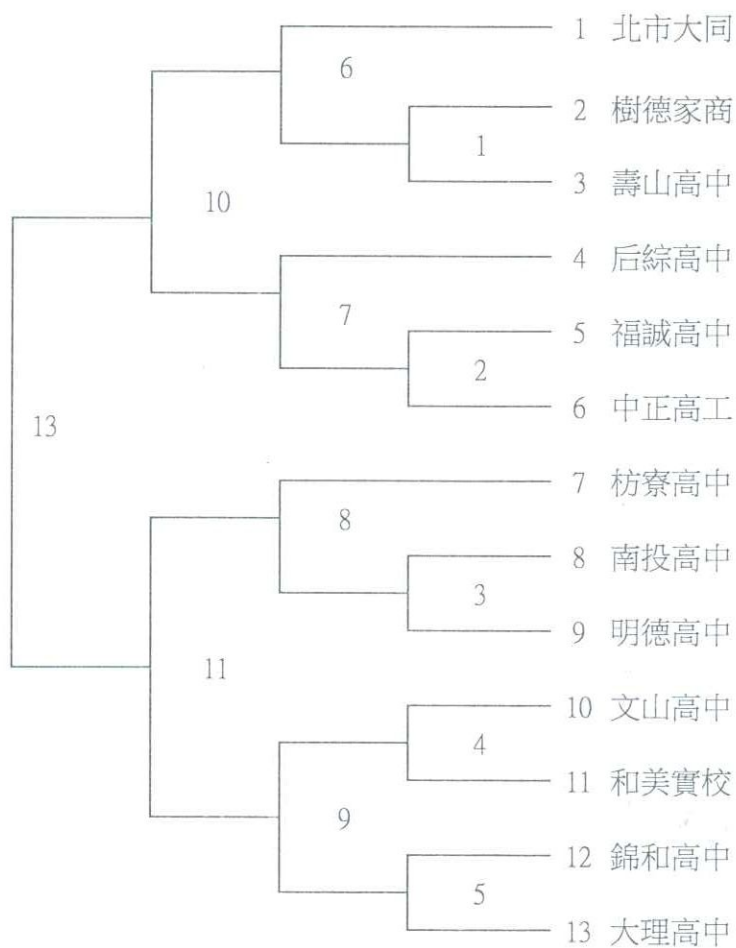 1 北市大同
6
2 樹德家商
1
3 壽山高中
10
4 后綜高中
7
5 福誠高中
2
6 中正高工
13
7 枋寮高中
8
8 南投高中
3
9 明德高中
11
10 文山高中
4
11 和美實校
9
12 錦和高中
5
13 大理高中